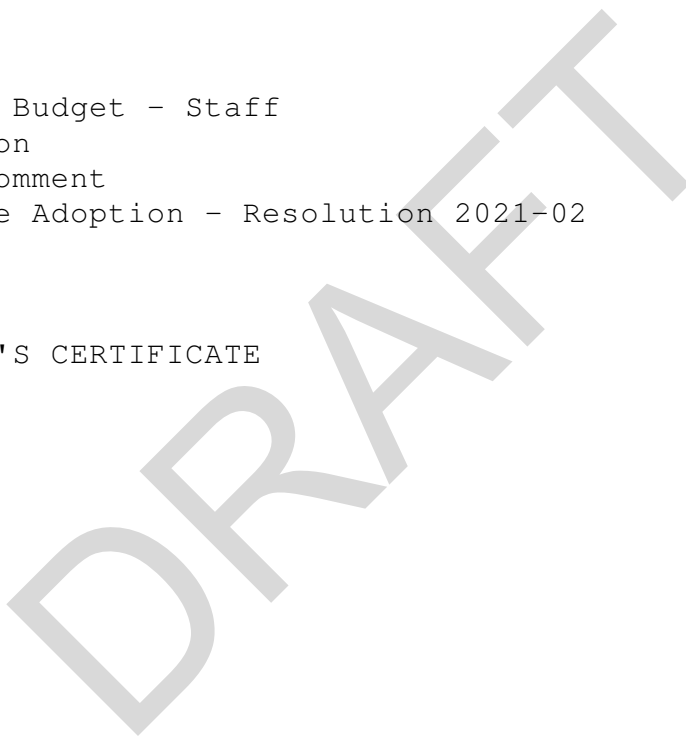 Budget - Staff
on
omment
e Adoption - Resolution 2021-02
'S CERTIFICATE
DRAFT